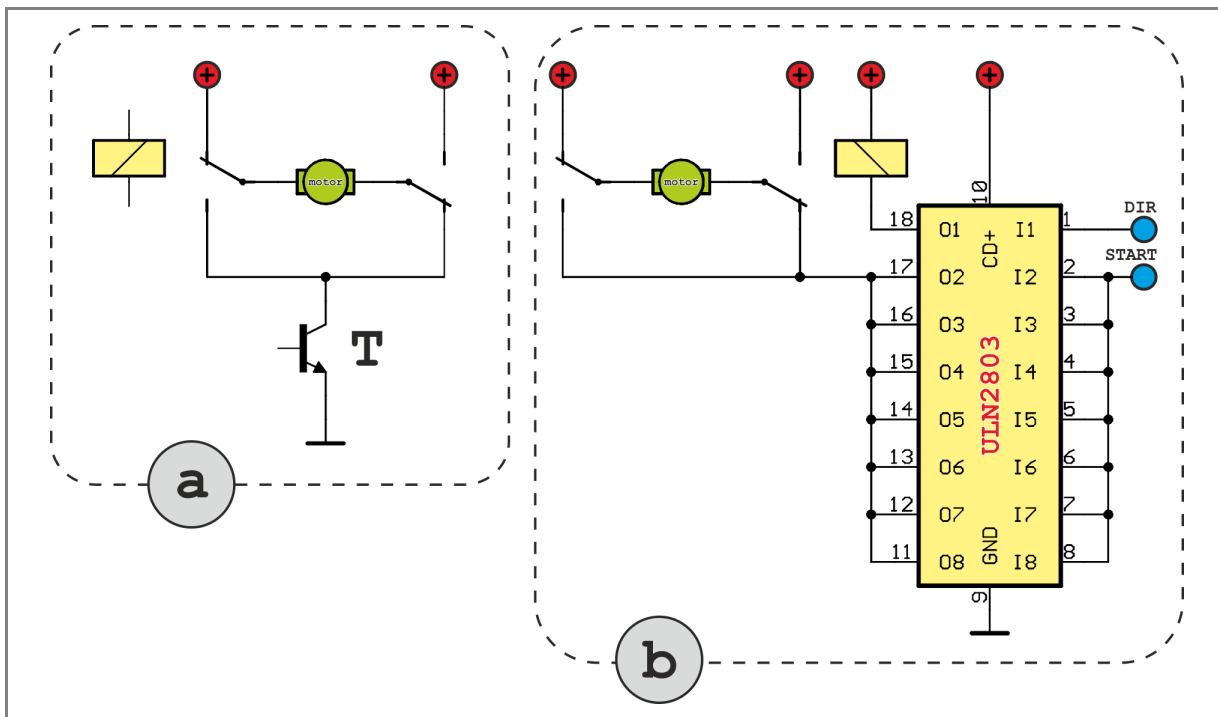 + +
motor
T
a
+ + + +
motor
10
DIR
18 O1 CD+ I1 1
START
17 O2 I2 2
16 O3 I3 3
15 O4 I4 4
14 O5 I5 5
13 O6 I6 6
12 O7 I7 7
11 O8 GND I8 8
ULN2803
9
b